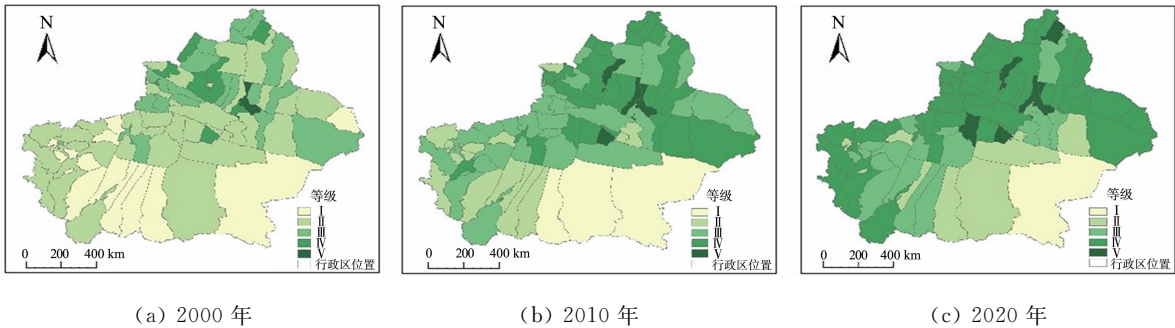 N
等级
Ⅰ
Ⅱ
Ⅲ
Ⅳ
Ⅴ
行政区位置
0 200 400 km
(a) 2000 年
N
等级
Ⅰ
Ⅱ
Ⅲ
Ⅳ
Ⅴ
行政区位置
0 200 400 km
(b) 2010 年
N
等级
Ⅰ
Ⅱ
Ⅲ
Ⅳ
Ⅴ
行政区位置
0 200 400 km
(c) 2020 年